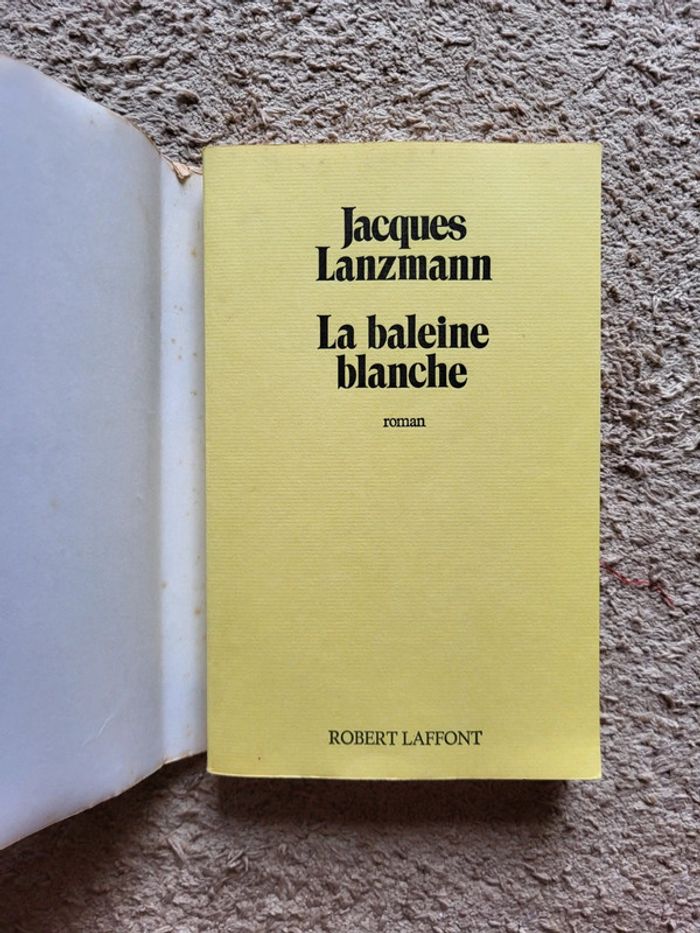 Jacques
Lanzmann
La baleine
blanche
roman
ROBERT LAFFONT